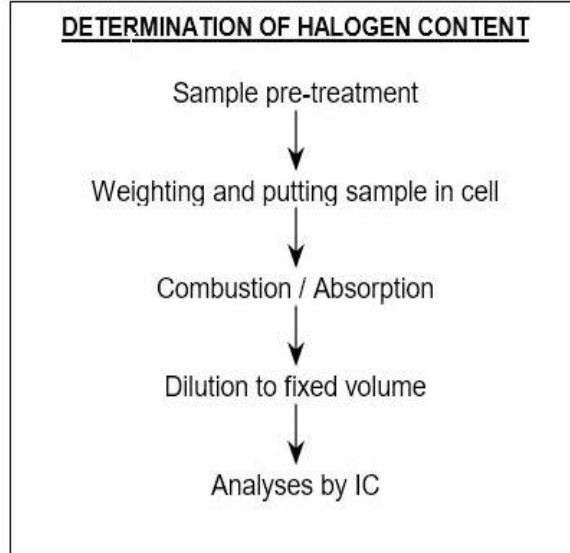 DETERMINATION OF HALOGEN CONTENT
Sample pre-treatment
Weighting and putting sample in cell
Combustion / Absorption
Dilution to fixed volume
Analyses by IC